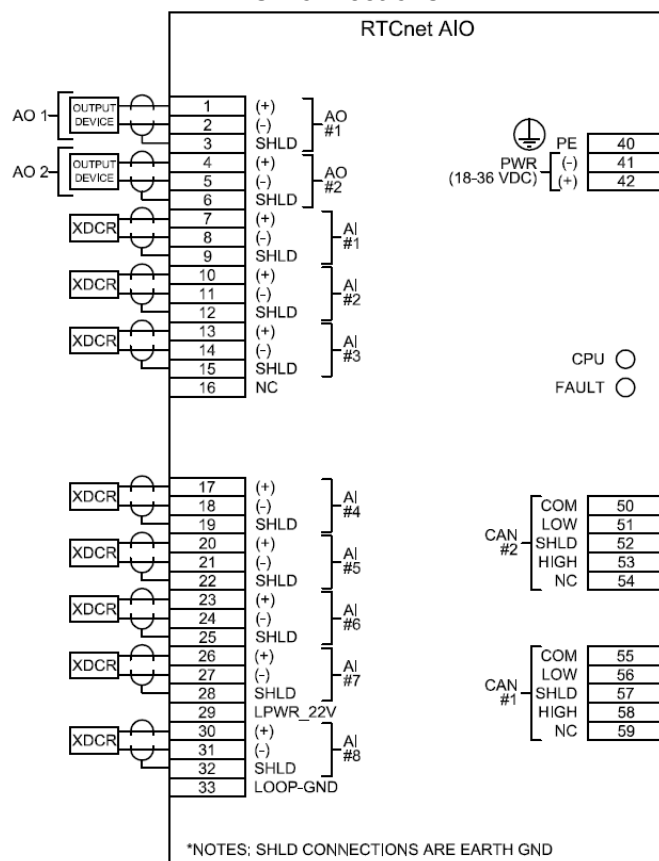 RTCnet AIO
AO 1
OUTPUT
DEVICE
1 (+)
2 (-)
3 SHLD
AO
#1
AO 2
OUTPUT
DEVICE
4 (+)
5 (-)
6 SHLD
AO
#2
XDCR
7 (+)
8 (-)
9 SHLD
AI
#1
XDCR
10 (+)
11 (-)
12 SHLD
AI
#2
XDCR
13 (+)
14 (-)
15 SHLD
AI
#3
16 NC
PE 40
PWR (-) 41
(18-36 VDC) (+) 42
CPU
FAULT
XDCR
17 (+)
18 (-)
19 SHLD
AI
#4
XDCR
20 (+)
21 (-)
22 SHLD
AI
#5
XDCR
23 (+)
24 (-)
25 SHLD
AI
#6
XDCR
26 (+)
27 (-)
28 SHLD
AI
#7
29 LPWR_22V
XDCR
30 (+)
31 (-)
32 SHLD
AI
#8
33 LOOP-GND
CAN
#2
COM 50
LOW 51
SHLD 52
HIGH 53
NC 54
CAN
#1
COM 55
LOW 56
SHLD 57
HIGH 58
NC 59
*NOTES; SHLD CONNECTIONS ARE EARTH GND